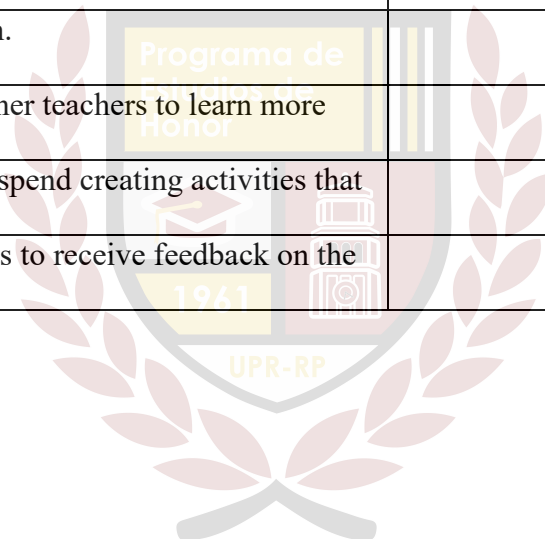 n.
Programa de
Estudios de
Honor
her teachers to learn more
spend creating activities that
s to receive feedback on the
1961
UPR-RP